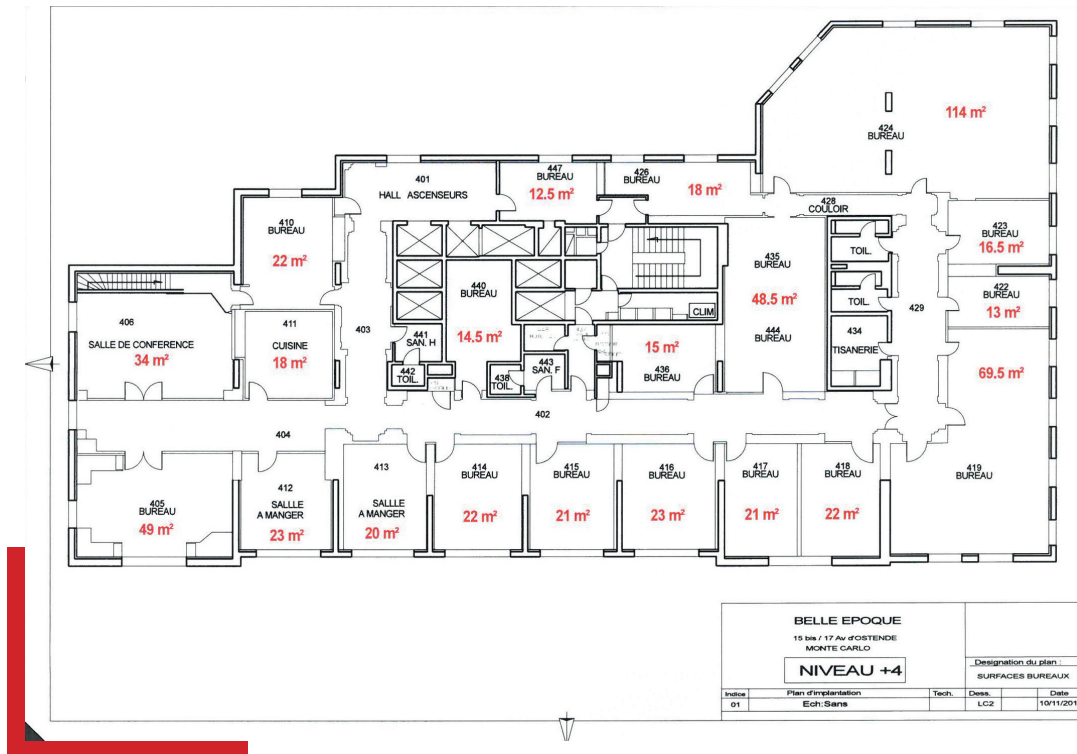 114 m²
424
BUREAU
401
HALL ASCENSEURS
447
BUREAU
12.5 m²
426
BUREAU
18 m²
428
COULOIR
410
BUREAU
22 m²
423
BUREAU
16.5 m²
TOIL.
435
BUREAU
440
BUREAU
422
BUREAU
13 m²
TOIL.
48.5 m²
429
CLIM
406
SALLE DE CONFERENCE
34 m²
411
CUISINE
18 m²
403
441
SAN. H
14.5 m²
444
BUREAU
434
TISANERIE
15 m²
436
BUREAU
442
TOIL.
438
TOIL.
443
SAN. F
69.5 m²
402
404
405
BUREAU
49 m²
412
SALLLE
A MANGER
23 m²
413
SALLLE
A MANGER
20 m²
414
BUREAU
22 m²
415
BUREAU
21 m²
416
BUREAU
23 m²
417
BUREAU
21 m²
418
BUREAU
22 m²
419
BUREAU
BELLE EPOQUE
15 bis / 17 Av d'OSTENDE
MONTE CARLO
NIVEAU +4
Designation du plan :
SURFACES BUREAUX
Indice Plan d'implantation Tech. Dess. Date
01 Ech: Sans LC2 10/11/201